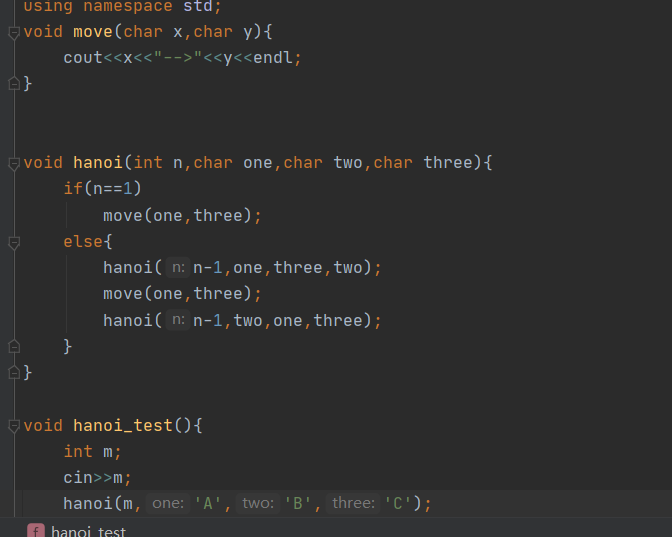 using namespace std;
void move(char x,char y){
    cout<<x<<"-->"<<y<<endl;
}
void hanoi(int n,char one,char two,char three){
    if(n==1)
        move(one,three);
    else{
        hanoi( n: n-1,one,three,two);
        move(one,three);
        hanoi( n: n-1,two,one,three);
    }
}
void hanoi_test(){
    int m;
    cin>>m;
    hanoi(m, one: 'A', two: 'B', three: 'C');
f hanoi_test